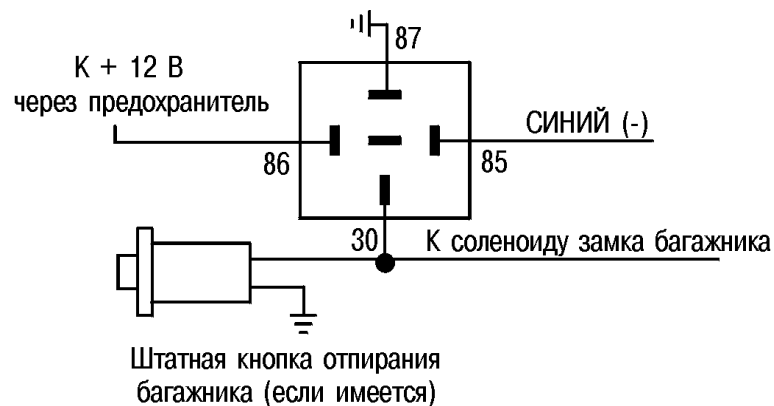 87
К + 12 В
через предохранитель
СИНИЙ (-)
86
85
30
К соленоиду замка багажника
Штатная кнопка отпирания
багажника (если имеется)